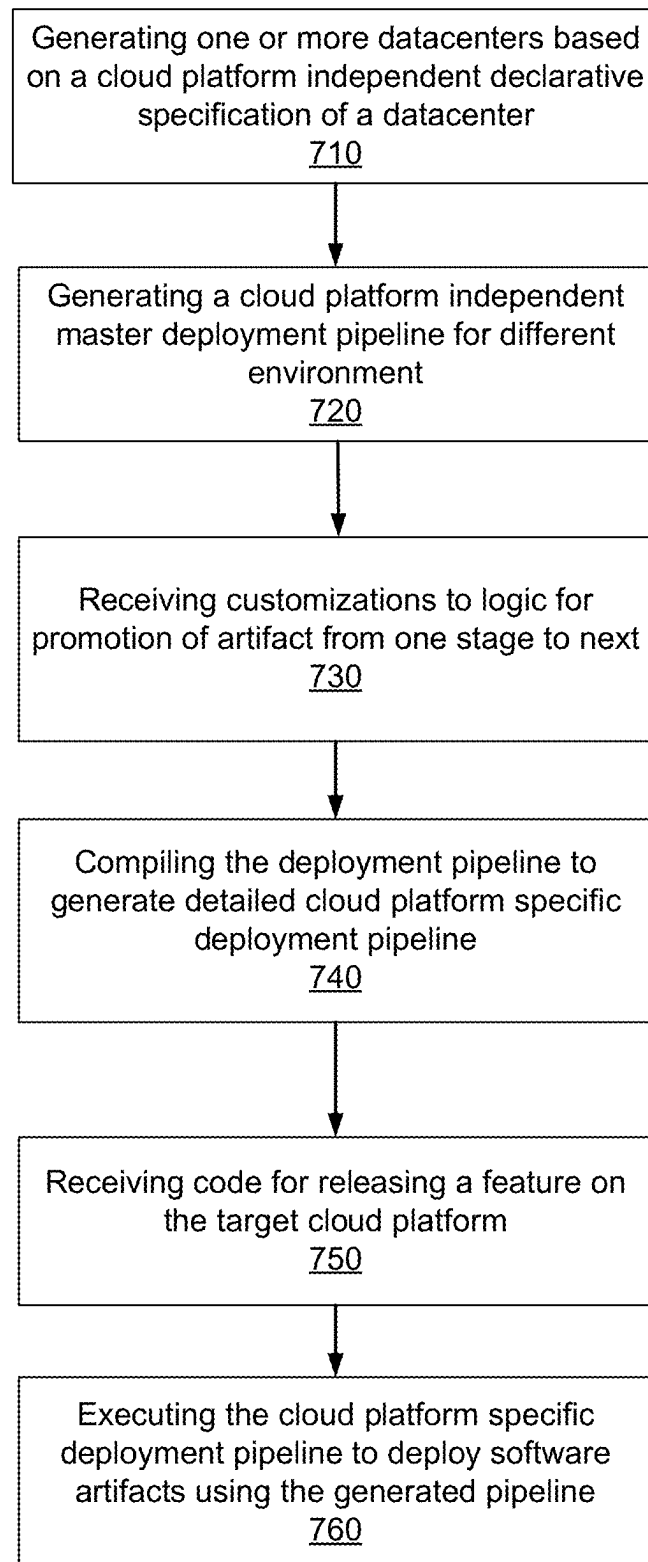 Generating one or more datacenters based
on a cloud platform independent declarative
specification of a datacenter
710
Generating a cloud platform independent
master deployment pipeline for different
environment
720
Receiving customizations to logic for
promotion of artifact from one stage to next
730
Compiling the deployment pipeline to
generate detailed cloud platform specific
deployment pipeline
740
Receiving code for releasing a feature on
the target cloud platform
750
Executing the cloud platform specific
deployment pipeline to deploy software
artifacts using the generated pipeline
760